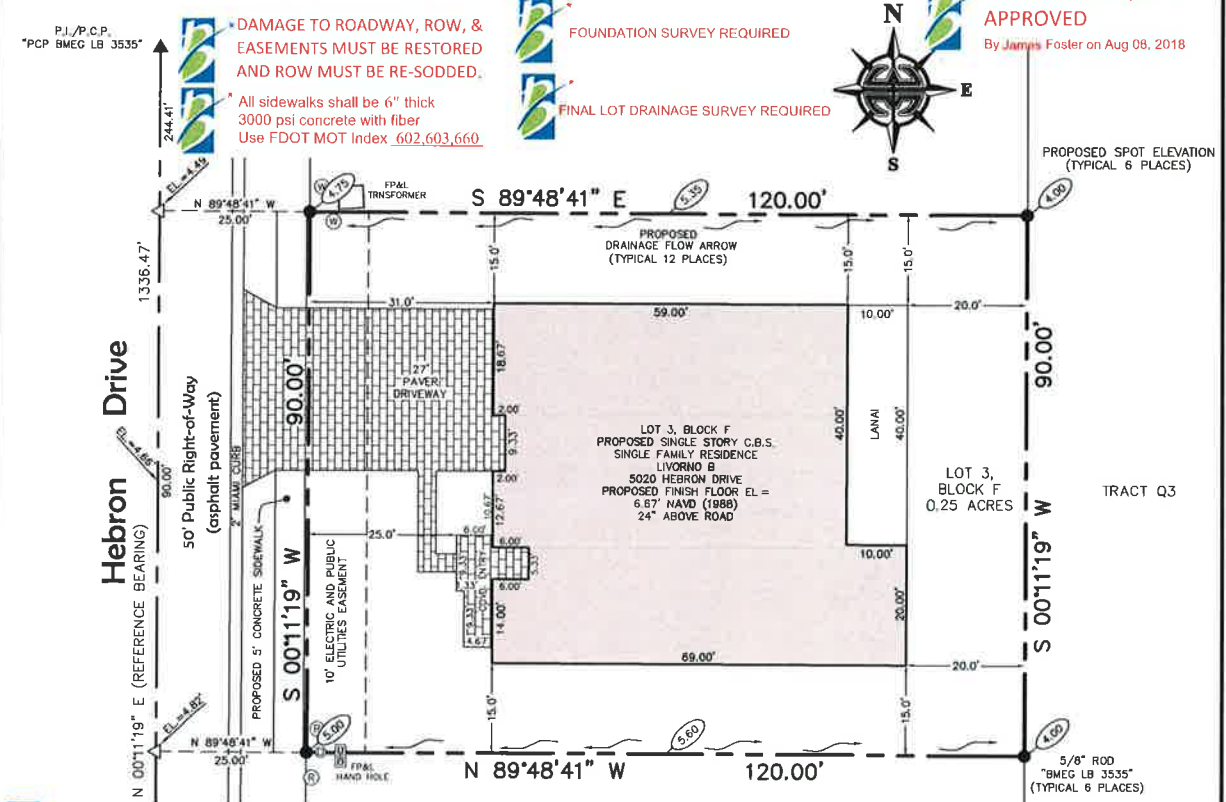 P.I./P.C.P.
"PCP BMEG LB 3535"
244.41'
* DAMAGE TO ROADWAY, ROW, &
EASEMENTS MUST BE RESTORED
AND ROW MUST BE RE-SODDED.
* All sidewalks shall be 6" thick
3000 psi concrete with fiber
Use FDOT MOT Index 602,603,660
* FOUNDATION SURVEY REQUIRED
* FINAL LOT DRAINAGE SURVEY REQUIRED
N
E
S
APPROVED
By James Foster on Aug 08, 2018
PROPOSED SPOT ELEVATION
(TYPICAL 6 PLACES)
4.00
EL.=4.49
N 89°48'41" W
25.00'
4.75
FP&L
TRNSFORMER
W
S 89°48'41" E
5.35
120.00'
PROPOSED
DRAINAGE FLOW ARROW
(TYPICAL 12 PLACES)
15.0'
15.0'
15.0'
1336.47'
31.0'
59.00'
10.00'
20.0'
Hebron Drive
50' Public Right-of-Way
(asphalt pavement)
2' MIAMI CURB
90.00'
27'
PAVER
DRIVEWAY
18.67'
2.00'
9.33'
2.00'
40.00'
LANAI
40.00'
90.00'
EL.=4.66'
90.00'
LOT 3, BLOCK F
PROPOSED SINGLE STORY C.B.S.
SINGLE FAMILY RESIDENCE
LIVORNO B
5020 HEBRON DRIVE
PROPOSED FINISH FLOOR EL =
6.67' NAVD (1988)
24" ABOVE ROAD
LOT 3,
BLOCK F
0.25 ACRES
TRACT Q3
10.67'
12.67'
25.0'
6.00'
6.00'
5.33'
6.00'
9.33'
COVD. ENTRY
9.33'
4.67'
14.00'
10.00'
20.00'
N 00°11'19" E (REFERENCE BEARING)
PROPOSED 5' CONCRETE SIDEWALK
S 00°11'19" W
10' ELECTRIC AND PUBLIC
UTILITIES EASEMENT
S 00°11'19" W
69.00'
20.0'
15.0'
15.0'
EL.=4.82'
N 89°48'41" W
25.00'
5.00
R
FP&L
HAND HOLE
N 89°48'41" W
5.60
120.00'
4.00
5/8" ROD
"BMEG LB 3535"
(TYPICAL 6 PLACES)